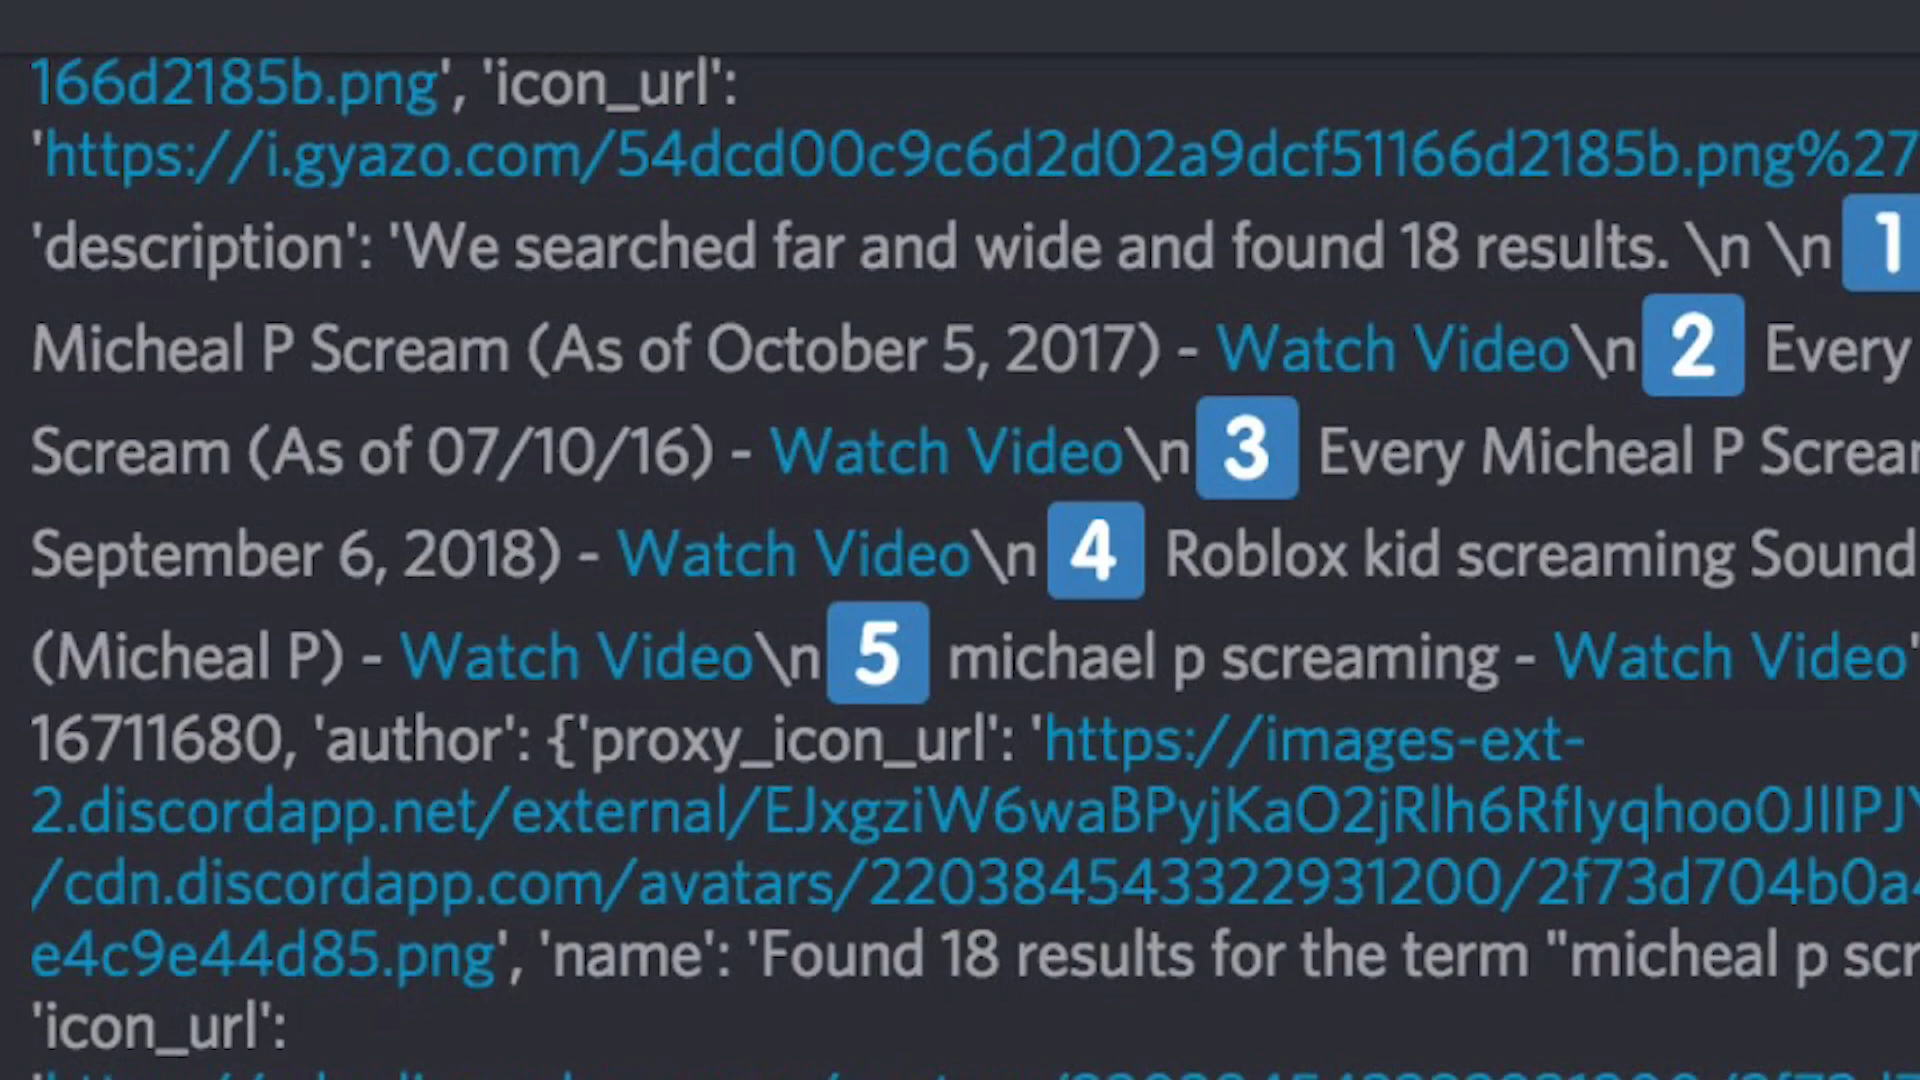 166d2185b.png', 'icon_url':
'https://i.gyazo.com/54dcd00c9c6d2d02a9dcf51166d2185b.png%27
'description': 'We searched far and wide and found 18 results. \n \n 1
Micheal P Scream (As of October 5, 2017) - Watch Video\n 2 Every
Scream (As of 07/10/16) - Watch Video\n 3 Every Micheal P Scream
September 6, 2018) - Watch Video\n 4 Roblox kid screaming Sound
(Micheal P) - Watch Video\n 5 michael p screaming - Watch Video'
16711680, 'author': {'proxy_icon_url': 'https://images-ext-
2.discordapp.net/external/EJxgziW6waBPyjKaO2jRlh6RfIyqhoo0JlIPJY
/cdn.discordapp.com/avatars/220384543322931200/2f73d704b0a4
e4c9e44d85.png', 'name': 'Found 18 results for the term "micheal p scr
'icon_url':